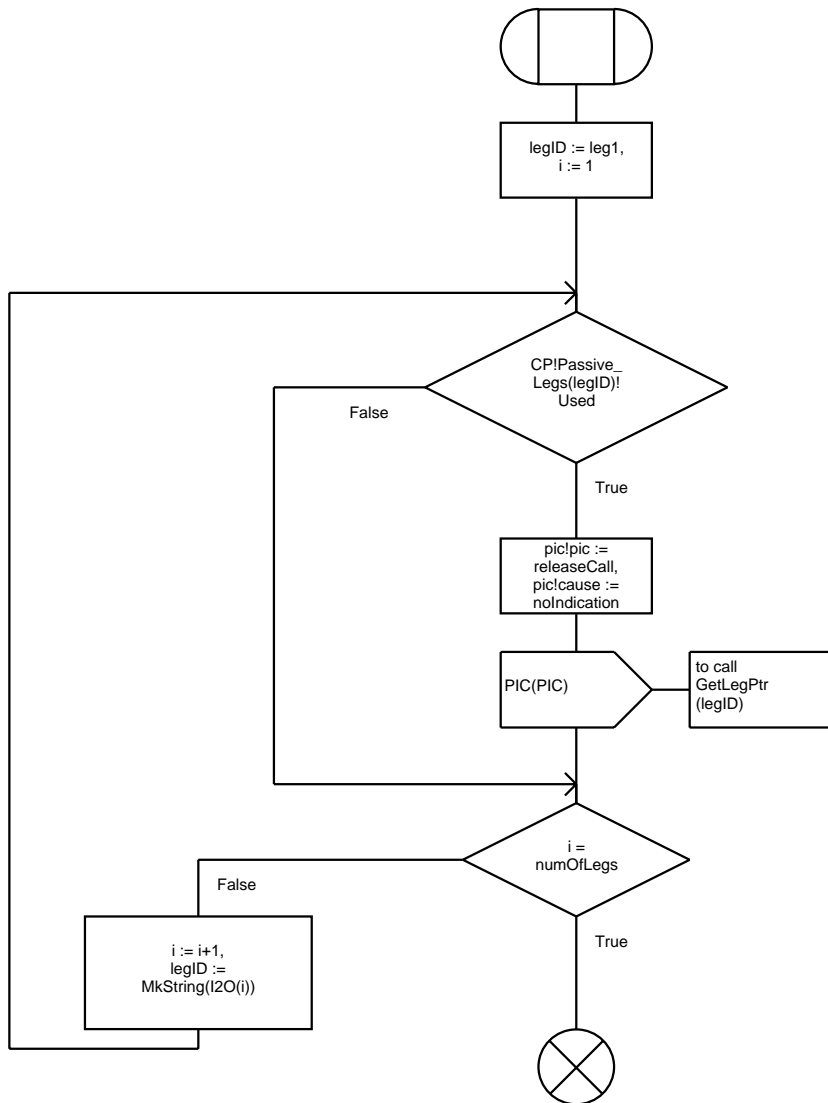 legID := leg1,
i := 1
CP!Passive_
Legs(legID)!
Used
False
True
pic!pic :=
releaseCall,
pic!cause :=
noIndication
PIC(PIC)
to call
GetLegPtr
(legID)
i =
numOfLegs
False
True
i := i+1,
legID :=
MkString(I2O(i))